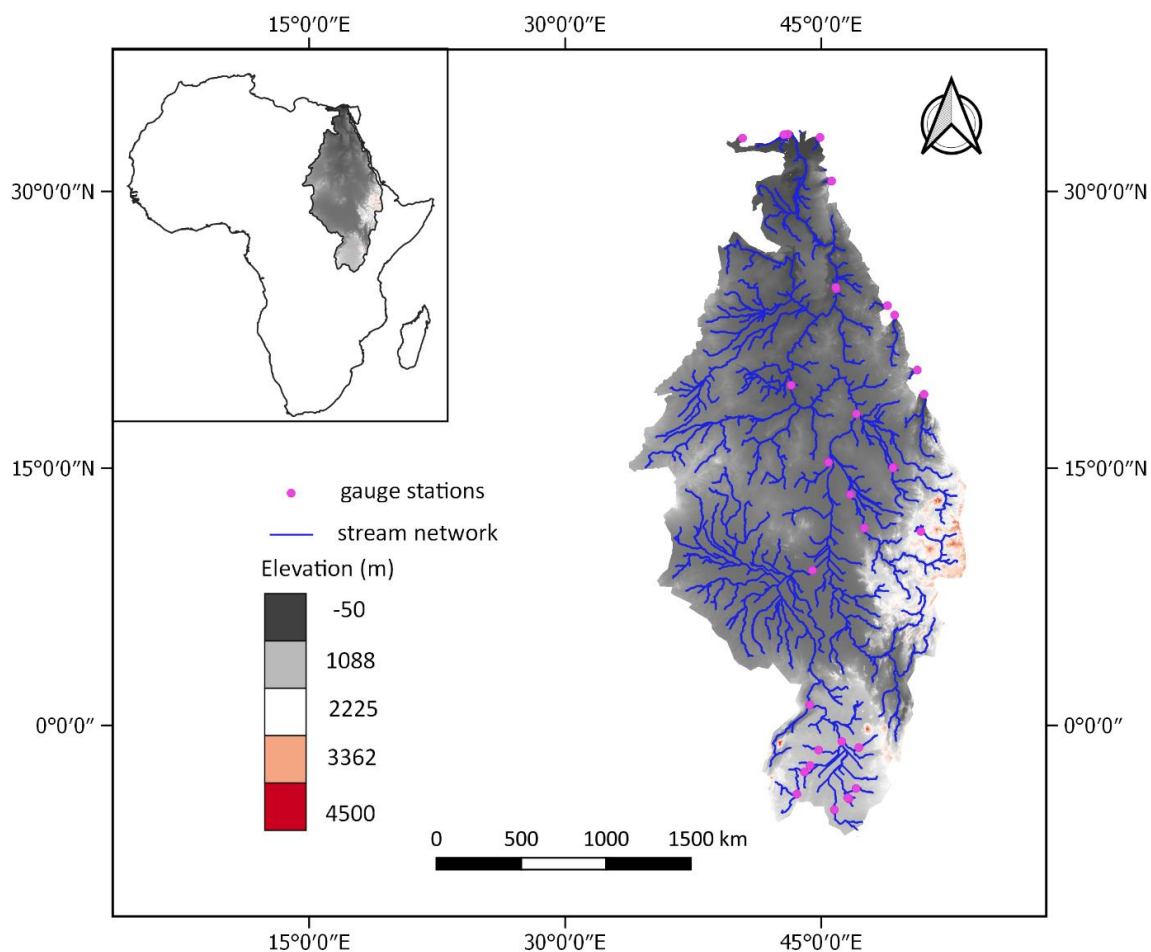 15°0′0″E 30°0′0″E 45°0′0″E
30°0′0″N 30°0′0″N
15°0′0″N 15°0′0″N
gauge stations
stream network
Elevation (m)
-50
1088
2225
0°0′0″ 0°0′0″
3362
4500
0 500 1000 1500 km
15°0′0″E 30°0′0″E 45°0′0″E